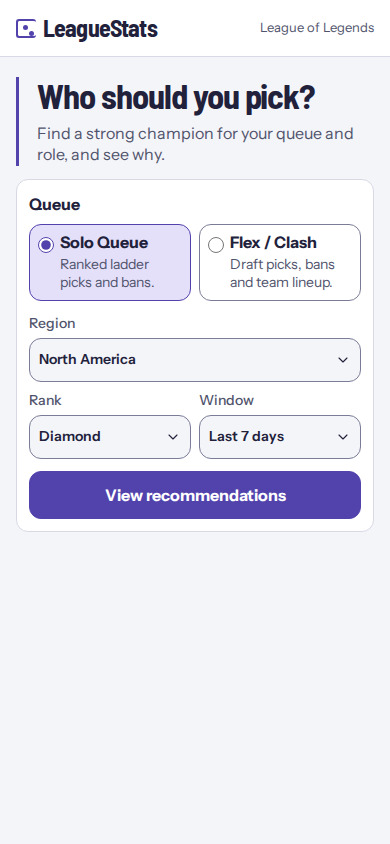 LeagueStats
League of Legends
Who should you pick?
Find a strong champion for your queue and
role, and see why.
Queue
Solo Queue
Ranked ladder
picks and bans.
Flex / Clash
Draft picks, bans
and team lineup.
Region
North America
Rank
Window
Diamond
Last 7 days
View recommendations